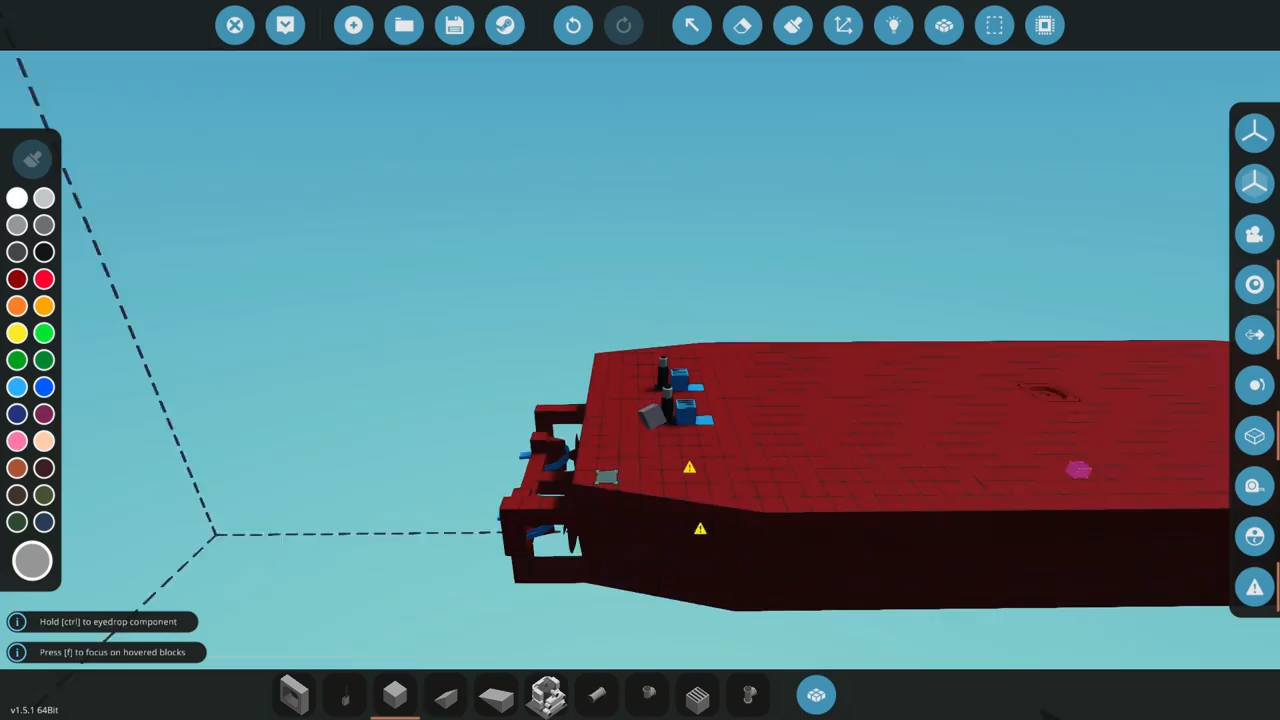 Hold [ctrl] to eyedrop component
Press [f] to focus on hovered blocks
v1.5.1 64Bit